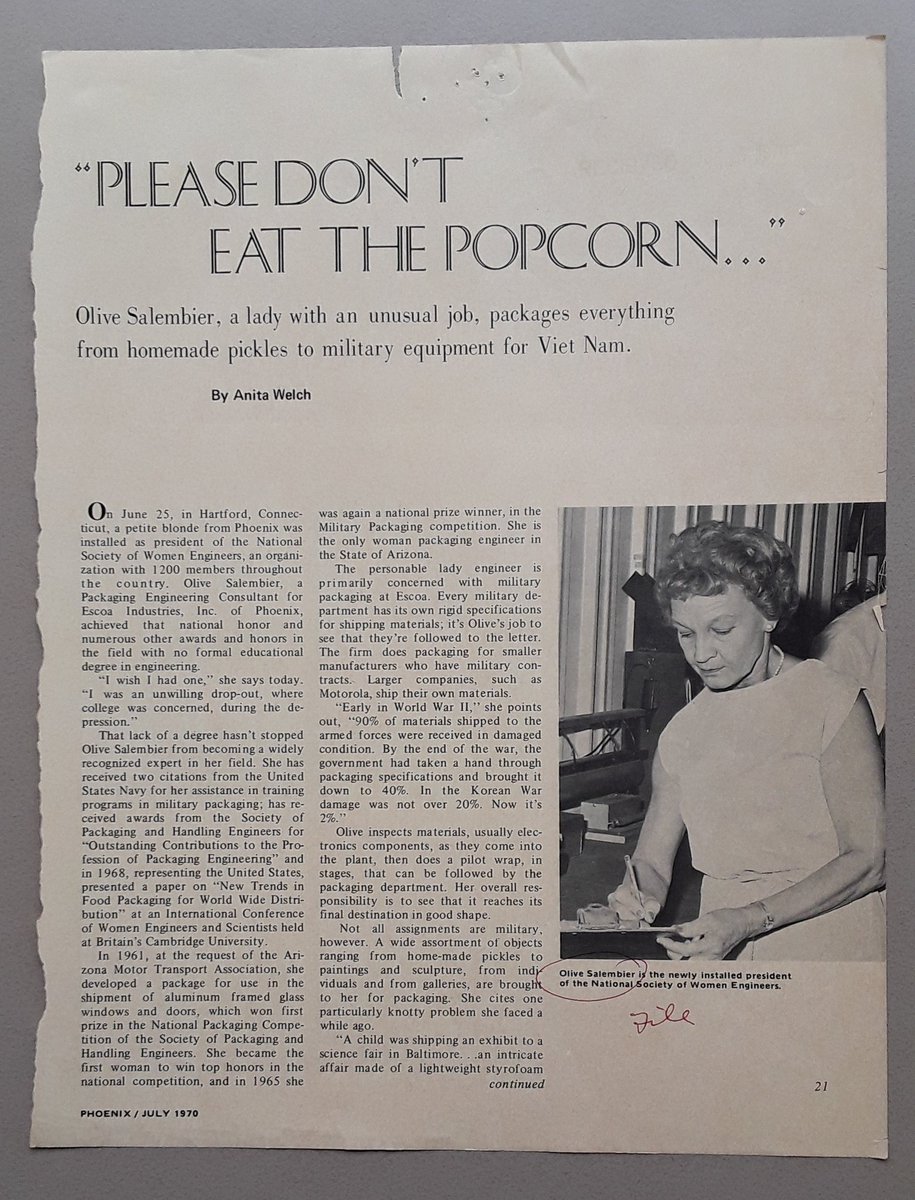 “PLEASE DON’T
EAT THE POPCORN...”
Olive Salembier, a lady with an unusual job, packages everything
from homemade pickles to military equipment for Viet Nam.
By Anita Welch
On June 25, in Hartford, Connec-
ticut, a petite blonde from Phoenix was
installed as president of the National
Society of Women Engineers, an organi-
zation with 1200 members throughout
the country. Olive Salembier, a
Packaging Engineering Consultant for
Escoa Industries, Inc. of Phoenix,
achieved that national honor and
numerous other awards and honors in
the field with no formal educational
degree in engineering.
“I wish I had one,” she says today.
“I was an unwilling drop-out, where
college was concerned, during the de-
pression.”
That lack of a degree hasn’t stopped
Olive Salembier from becoming a widely
recognized expert in her field. She has
received two citations from the United
States Navy for her assistance in training
programs in military packaging; has re-
ceived awards from the Society of
Packaging and Handling Engineers for
“Outstanding Contributions to the Pro-
fession of Packaging Engineering” and
in 1968, representing the United States,
presented a paper on “New Trends in
Food Packaging for World Wide Distri-
bution” at an International Conference
of Women Engineers and Scientists held
at Britain’s Cambridge University.
In 1961, at the request of the Ari-
zona Motor Transport Association, she
developed a package for use in the
shipment of aluminum framed glass
windows and doors, which won first
prize in the National Packaging Compe-
tition of the Society of Packaging and
Handling Engineers. She became the
first woman to win top honors in the
national competition, and in 1965 she
was again a national prize winner, in the
Military Packaging competition. She is
the only woman packaging engineer in
the State of Arizona.
The personable lady engineer is
primarily concerned with military
packaging at Escoa. Every military de-
partment has its own rigid specifications
for shipping materials; it’s Olive’s job to
see that they’re followed to the letter.
The firm does packaging for smaller
manufacturers who have military con-
tracts. Larger companies, such as
Motorola, ship their own materials.
“Early in World War II,” she points
out, “90% of materials shipped to the
armed forces were received in damaged
condition. By the end of the war, the
government had taken a hand through
packaging specifications and brought it
down to 40%. In the Korean War
damage was not over 20%. Now it’s
2%.”
Olive inspects materials, usually elec-
tronics components, as they come into
the plant, then does a pilot wrap, in
stages, that can be followed by the
packaging department. Her overall res-
ponsibility is to see that it reaches its
final destination in good shape.
Not all assignments are military,
however. A wide assortment of objects
ranging from home-made pickles to
paintings and sculpture, from indi-
viduals and from galleries, are brought
to her for packaging. She cites one
particularly knotty problem she faced a
while ago.
“A child was shipping an exhibit to a
science fair in Baltimore. . .an intricate
affair made of a lightweight styrofoam
continued
Olive Salembier is the newly installed president
of the National Society of Women Engineers.
File
21
PHOENIX / JULY 1970